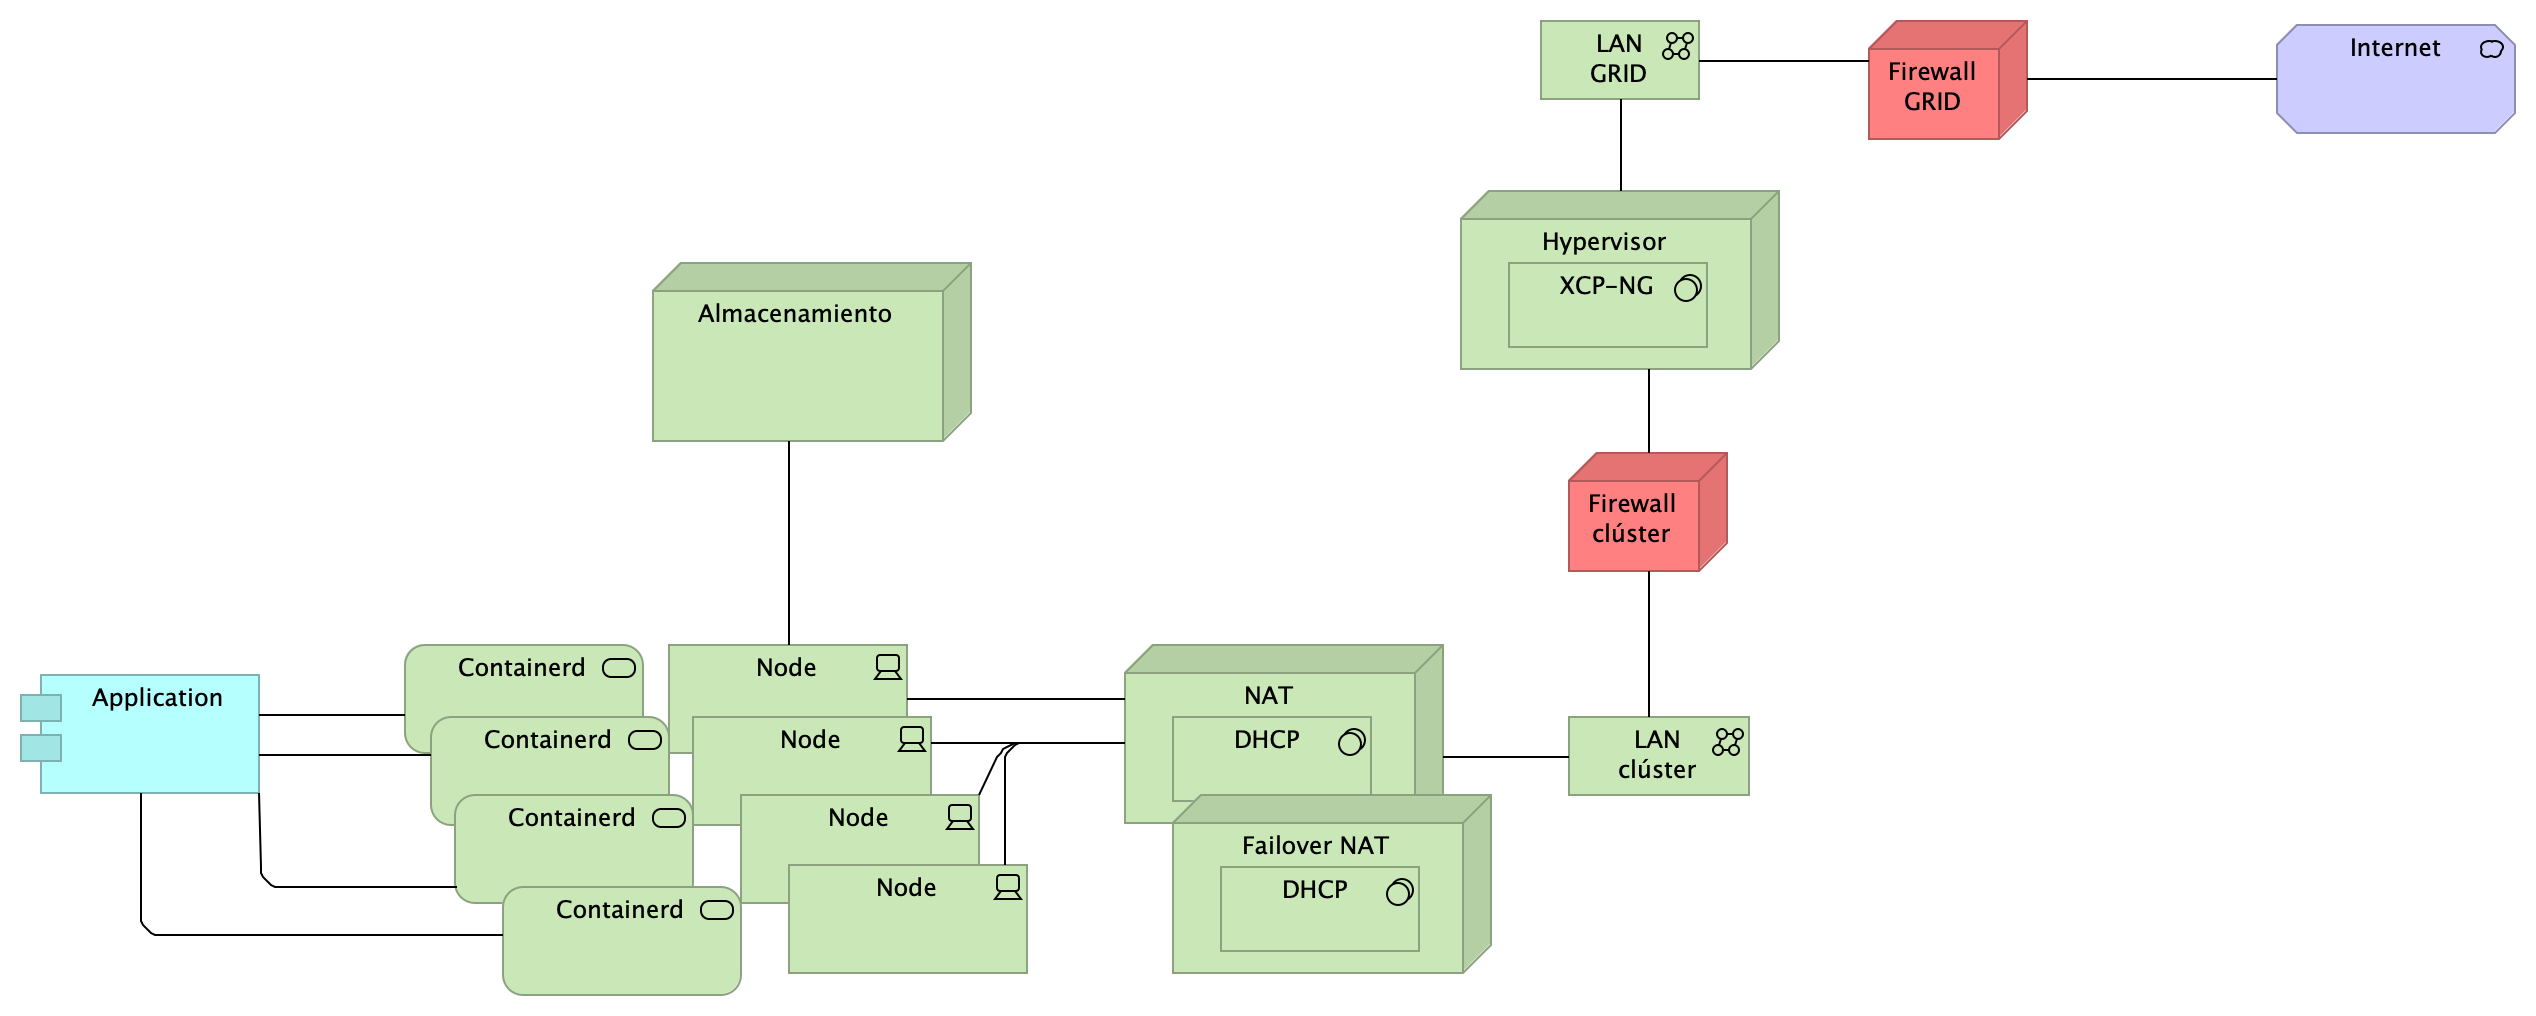 LAN
GRID
Firewall
GRID
Internet
Hypervisor
XCP-NG
Almacenamiento
Firewall
clúster
Application
Containerd
Node
NAT
Containerd
Node
DHCP
LAN
clúster
Containerd
Node
Failover NAT
Containerd
Node
DHCP